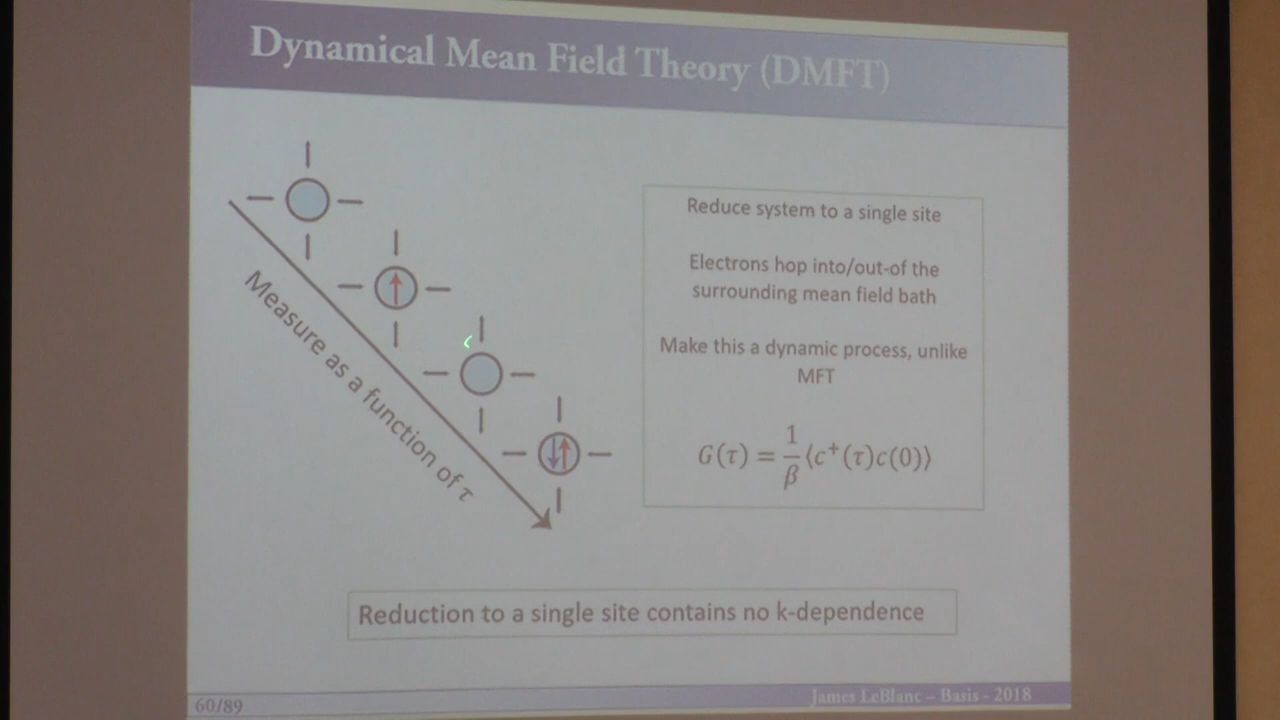 Dynamical Mean Field Theory (DMFT)
Measure as a function of τ
Reduce system to a single site
Electrons hop into/out-of the
surrounding mean field bath
Make this a dynamic process, unlike
MFT
G(τ) = 1/β ⟨c⁺(τ)c(0)⟩
Reduction to a single site contains no k-dependence
60/89
James LeBlanc – Basis - 2018